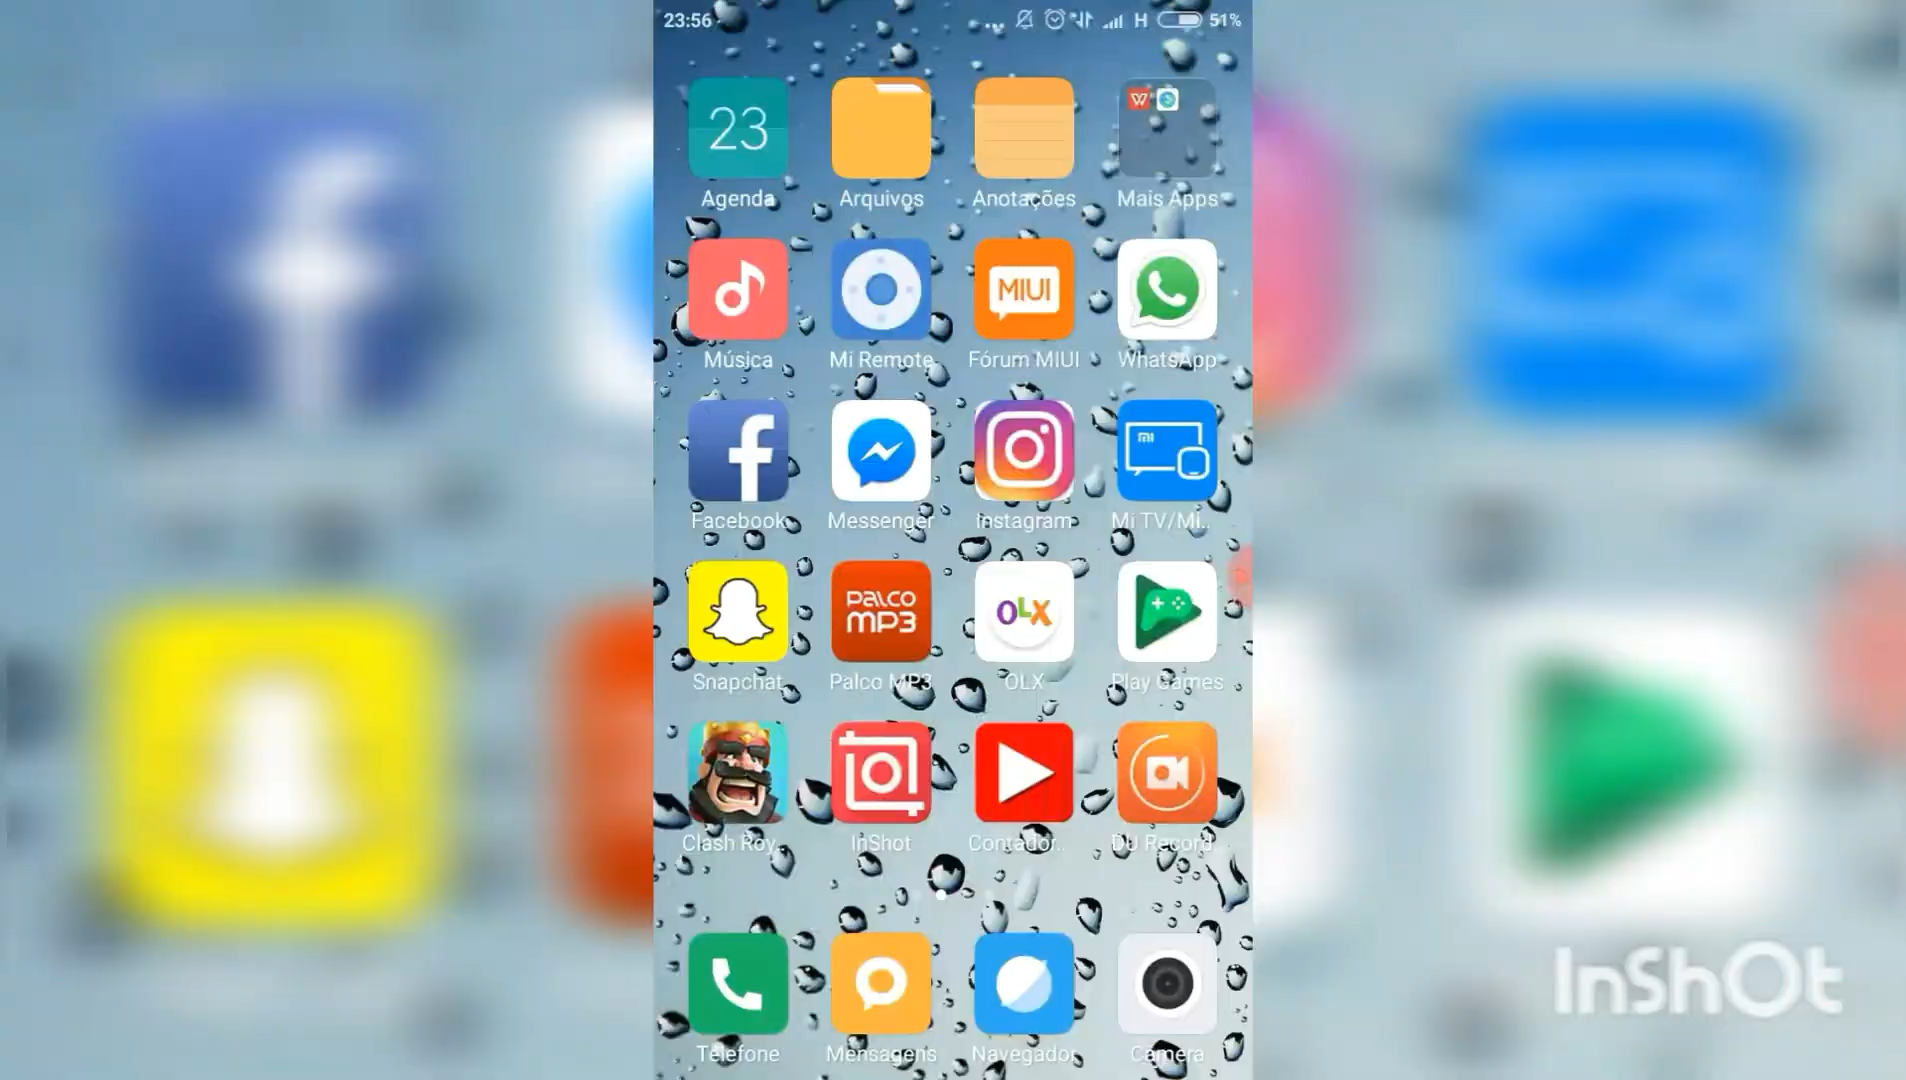 23:56
... H 51%
23
Agenda Arquivos Anotações Mais Apps
MIUI
Música Mi Remote Fórum MIUI WhatsApp
mi
Facebook Messenger Instagram Mi TV/Mi..
PALCO MP3
OLX
Snapchat Palco MP3 OLX Play Games
Clash Roy.. InShot Contador.. DU Record..
Telefone Mensagens Navegador Câmera
InShOt